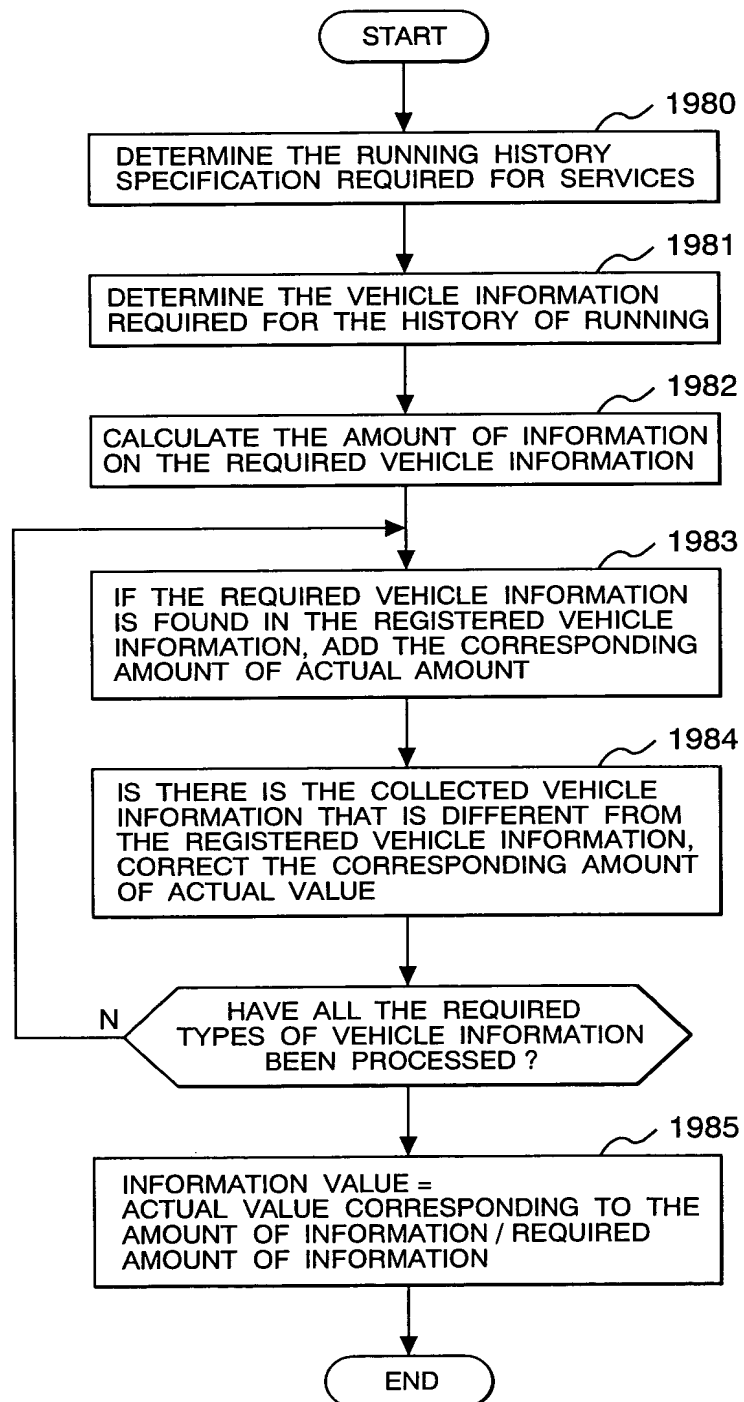 START
1980
DETERMINE THE RUNNING HISTORY
SPECIFICATION REQUIRED FOR SERVICES
1981
DETERMINE THE VEHICLE INFORMATION
REQUIRED FOR THE HISTORY OF RUNNING
1982
CALCULATE THE AMOUNT OF INFORMATION
ON THE REQUIRED VEHICLE INFORMATION
1983
IF THE REQUIRED VEHICLE INFORMATION
IS FOUND IN THE REGISTERED VEHICLE
INFORMATION, ADD THE CORRESPONDING
AMOUNT OF ACTUAL AMOUNT
1984
IS THERE IS THE COLLECTED VEHICLE
INFORMATION THAT IS DIFFERENT FROM
THE REGISTERED VEHICLE INFORMATION,
CORRECT THE CORRESPONDING AMOUNT
OF ACTUAL VALUE
N
HAVE ALL THE REQUIRED
TYPES OF VEHICLE INFORMATION
BEEN PROCESSED ?
1985
INFORMATION VALUE =
ACTUAL VALUE CORRESPONDING TO THE
AMOUNT OF INFORMATION / REQUIRED
AMOUNT OF INFORMATION
END